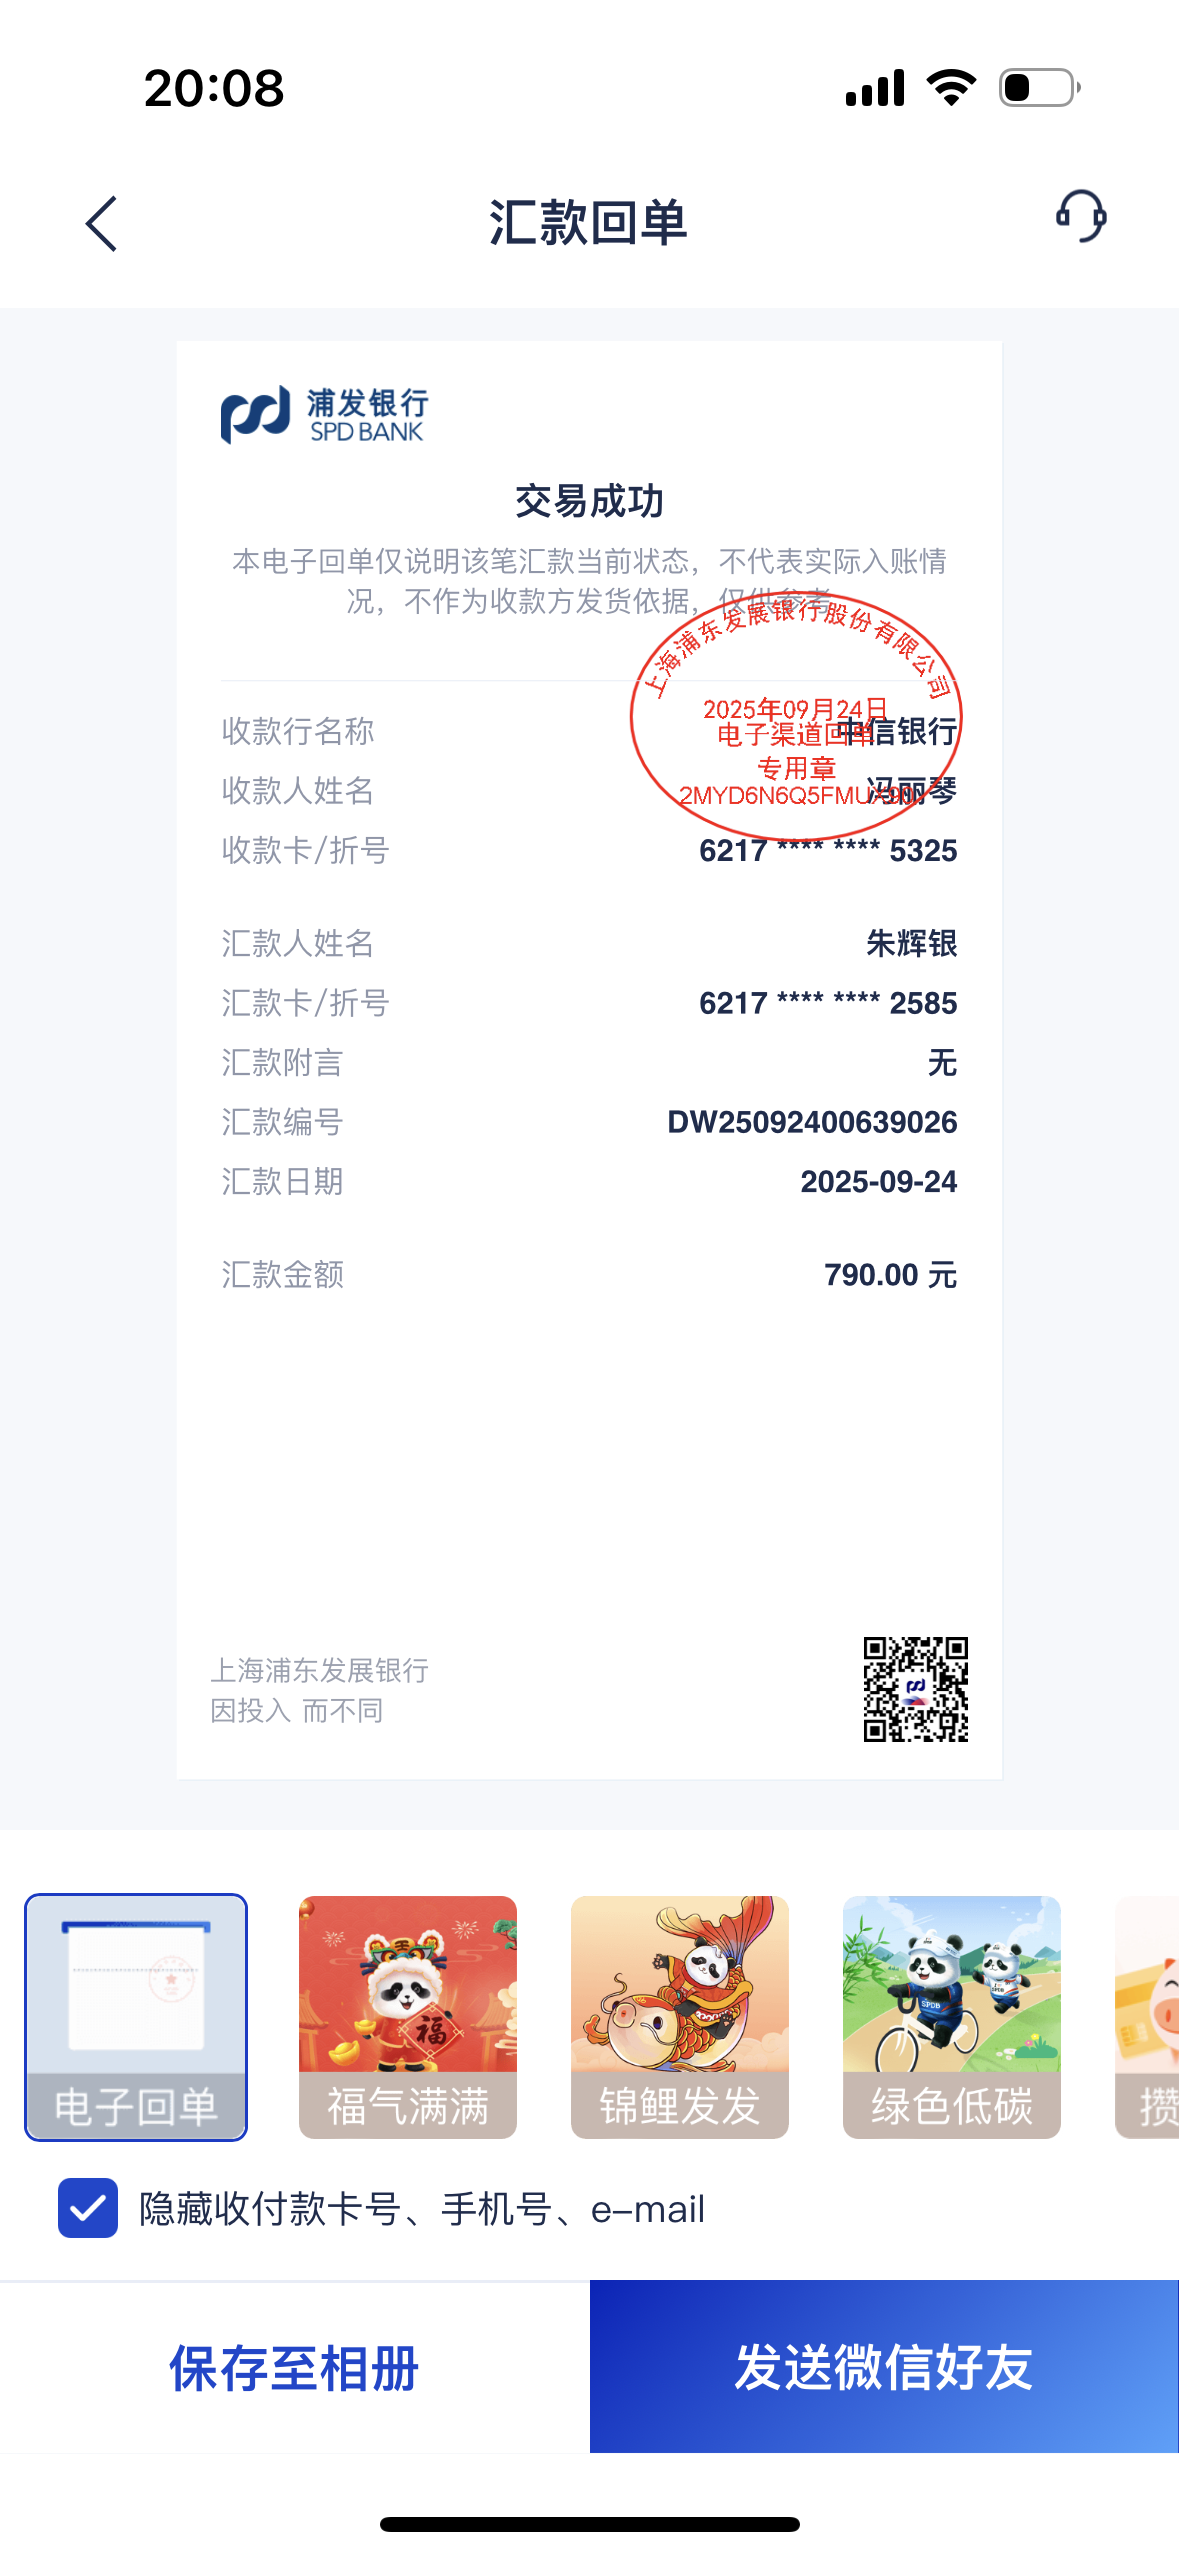 20:08
汇款回单
浦发银行
SPD BANK
交易成功
本电子回单仅说明该笔汇款当前状态，不代表实际入账情
况，不作为收款方发货依据，仅供参考
上海浦东发展银行股份有限公司
2025年09月24日
电子渠道回单
专用章
收款行名称 中信银行
收款人姓名 冯丽琴
收款卡/折号 6217 **** **** 5325
汇款人姓名 朱辉银
汇款卡/折号 6217 **** **** 2585
汇款附言 无
汇款编号 DW25092400639026
汇款日期 2025-09-24
汇款金额 790.00 元
上海浦东发展银行
因投入 而不同
福
SPDB
SPDB
电子回单 福气满满 锦鲤发发 绿色低碳 攒
隐藏收付款卡号、手机号、e-mail
保存至相册 发送微信好友